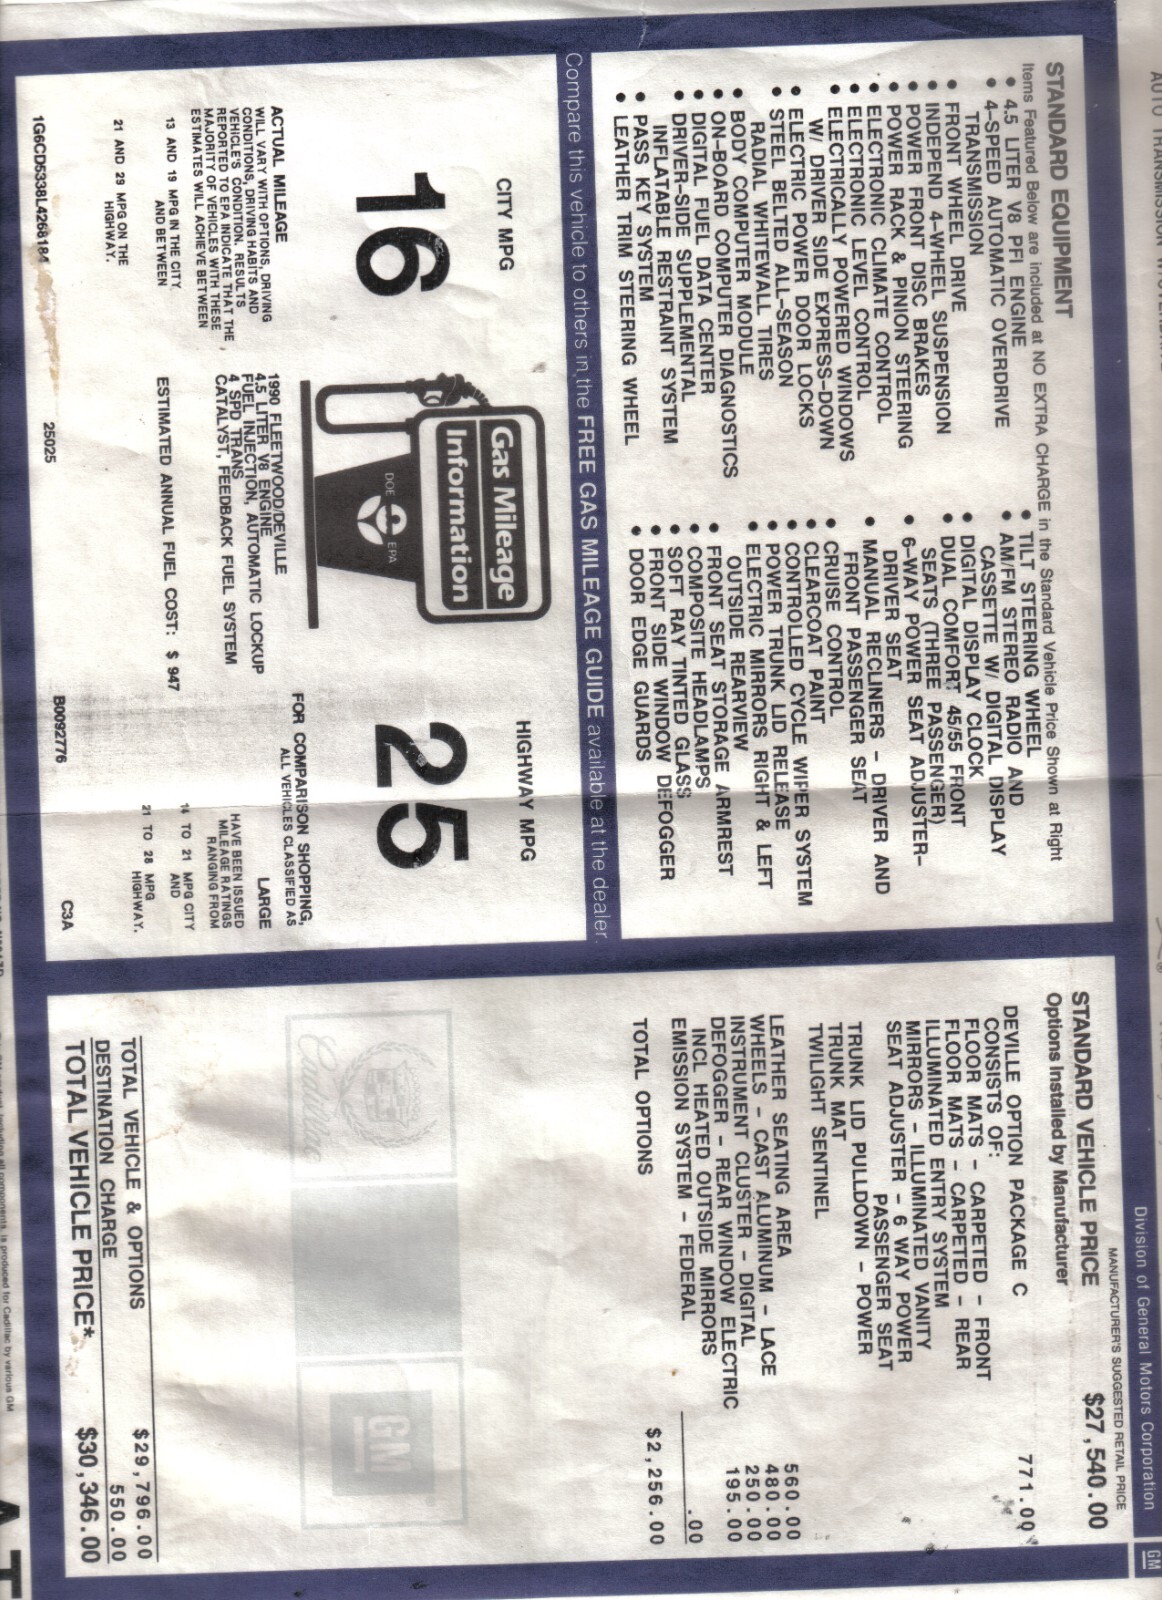 Division of General Motors Corporation
GM
STANDARD EQUIPMENT
Items Featured Below are included at NO EXTRA CHARGE in the Standard Vehicle Price Shown at Right
• 4.5 LITER V8 PFI ENGINE
• 4-SPEED AUTOMATIC OVERDRIVE
TRANSMISSION
• FRONT WHEEL DRIVE
• INDEPEND 4-WHEEL SUSPENSION
• POWER FRONT DISC BRAKES
• POWER RACK & PINION STEERING
• ELECTRONIC CLIMATE CONTROL
• ELECTRONIC LEVEL CONTROL
• ELECTRICALLY POWERED WINDOWS
W/ DRIVER SIDE EXPRESS-DOWN
• ELECTRIC POWER DOOR LOCKS
• STEEL BELTED ALL-SEASON
RADIAL WHITEWALL TIRES
• BODY COMPUTER MODULE
• ON-BOARD COMPUTER DIAGNOSTICS
• DIGITAL FUEL DATA CENTER
• DRIVER-SIDE SUPPLEMENTAL
INFLATABLE RESTRAINT SYSTEM
• PASS KEY SYSTEM
• LEATHER TRIM STEERING WHEEL
• TILT STEERING WHEEL
• AM/FM STEREO RADIO AND
CASSETTE W/ DIGITAL DISPLAY
• DIGITAL DISPLAY CLOCK
• DUAL COMFORT 45/55 FRONT
SEATS (THREE PASSENGER)
• 6-WAY POWER SEAT ADJUSTER-
DRIVER SEAT
• MANUAL RECLINERS - DRIVER AND
FRONT PASSENGER SEAT
• CRUISE CONTROL
• CLEARCOAT PAINT
• CONTROLLED CYCLE WIPER SYSTEM
• POWER TRUNK LID RELEASE
• ELECTRIC MIRRORS RIGHT & LEFT
OUTSIDE REARVIEW
• FRONT SEAT STORAGE ARMREST
• COMPOSITE HEADLAMPS
• SOFT RAY TINTED GLASS
• FRONT SIDE WINDOW DEFOGGER
• DOOR EDGE GUARDS
Compare this vehicle to others in the FREE GAS MILEAGE GUIDE available at the dealer.
CITY MPG
16
Gas Mileage
Information
DOE
EPA
HIGHWAY MPG
25
ACTUAL MILEAGE
WILL VARY WITH OPTIONS, DRIVING
CONDITIONS, DRIVING HABITS AND
VEHICLE'S CONDITION. RESULTS
REPORTED TO EPA INDICATE THAT THE
MAJORITY OF VEHICLES WITH THESE
ESTIMATES WILL ACHIEVE BETWEEN
13 AND 19 MPG IN THE CITY
AND BETWEEN
21 AND 29 MPG ON THE
HIGHWAY.
1990 FLEETWOOD/DEVILLE
4.5 LITER V8 ENGINE
FUEL INJECTION, AUTOMATIC LOCKUP
4 SPD TRANS
CATALYST, FEEDBACK FUEL SYSTEM
ESTIMATED ANNUAL FUEL COST: $ 947
FOR COMPARISON SHOPPING,
ALL VEHICLES CLASSIFIED AS
LARGE
HAVE BEEN ISSUED
MILEAGE RATINGS
RANGING FROM
14 TO 21 MPG CITY
AND
21 TO 28 MPG
HIGHWAY.
1G6CD5338L4268184 25025 B0092776 C3A
MANUFACTURER'S SUGGESTED RETAIL PRICE
STANDARD VEHICLE PRICE $27,540.00
Options Installed by Manufacturer
DEVILLE OPTION PACKAGE C 771.00
CONSISTS OF:
FLOOR MATS - CARPETED - FRONT
FLOOR MATS - CARPETED - REAR
ILLUMINATED ENTRY SYSTEM
MIRRORS - ILLUMINATED VANITY
SEAT ADJUSTER - 6 WAY POWER
PASSENGER SEAT
TRUNK LID PULLDOWN - POWER
TRUNK MAT
TWILIGHT SENTINEL
LEATHER SEATING AREA 560.00
WHEELS - CAST ALUMINUM - LACE 480.00
INSTRUMENT CLUSTER - DIGITAL 250.00
DEFOGGER - REAR WINDOW ELECTRIC 195.00
INCL HEATED OUTSIDE MIRRORS
EMISSION SYSTEM - FEDERAL .00
TOTAL OPTIONS $2,256.00
Cadillac
GM
TOTAL VEHICLE & OPTIONS $29,796.00
DESTINATION CHARGE 550.00
TOTAL VEHICLE PRICE* $30,346.00